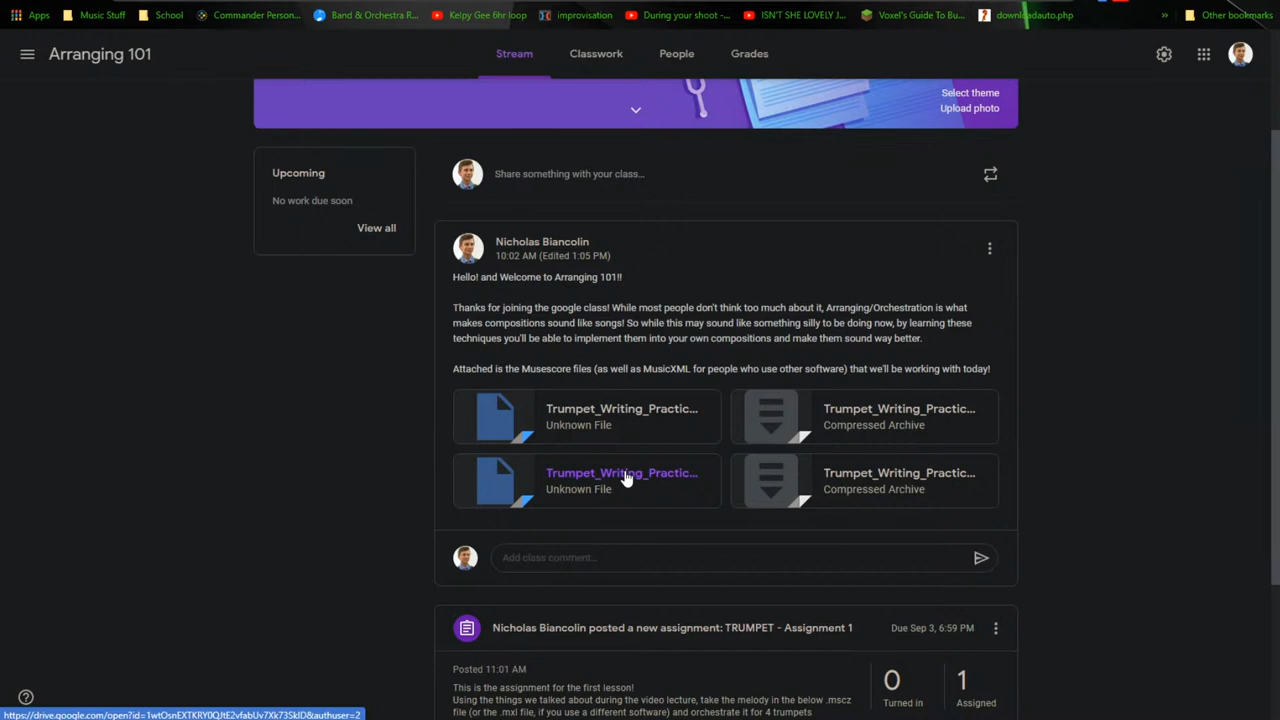 Apps Music Stuff School Commander Person... Band & Orchestra R... Kelpy Gee 6hr loop improvisation During your shoot -... ISN'T SHE LOVELY J... Voxel's Guide To Bu... downloadauto.php » Other bookmarks
Arranging 101 Stream Classwork People Grades
Select theme
Upload photo
Upcoming
No work due soon
View all
Share something with your class...
Nicholas Biancolin
10:02 AM (Edited 1:05 PM)
Hello! and Welcome to Arranging 101!!
Thanks for joining the google class! While most people don't think too much about it, Arranging/Orchestration is what
makes compositions sound like songs! So while this may sound like something silly to be doing now, by learning these
techniques you'll be able to implement them into your own compositions and make them sound way better.
Attached is the Musescore files (as well as MusicXML for people who use other software) that we'll be working with today!
Trumpet_Writing_Practic... Trumpet_Writing_Practic...
Unknown File Compressed Archive
Trumpet_Writing_Practic... Trumpet_Writing_Practic...
Unknown File Compressed Archive
Add class comment...
Nicholas Biancolin posted a new assignment: TRUMPET - Assignment 1 Due Sep 3, 6:59 PM
Posted 11:01 AM
This is the assignment for the first lesson!
Using the things we talked about during the video lecture, take the melody in the below .mscz
file (or the .mxl file, if you use a different software) and orchestrate it for 4 trumpets
0 1
Turned in Assigned